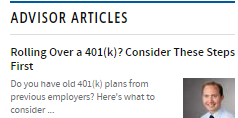 ADVISOR ARTICLES
Rolling Over a 401(k)? Consider These Steps
First
Do you have old 401(k) plans from
previous employers? Here's what to
consider ...